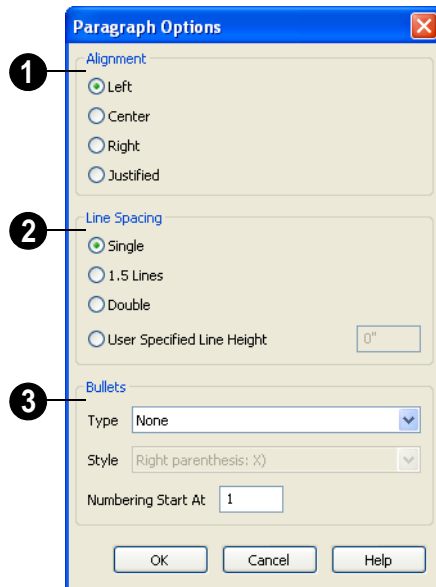 Paragraph Options
1
Alignment
Left
Center
Right
Justified
2
Line Spacing
Single
1.5 Lines
Double
User Specified Line Height 0"
3
Bullets
Type None
Style Right parenthesis: X)
Numbering Start At 1
OK Cancel Help